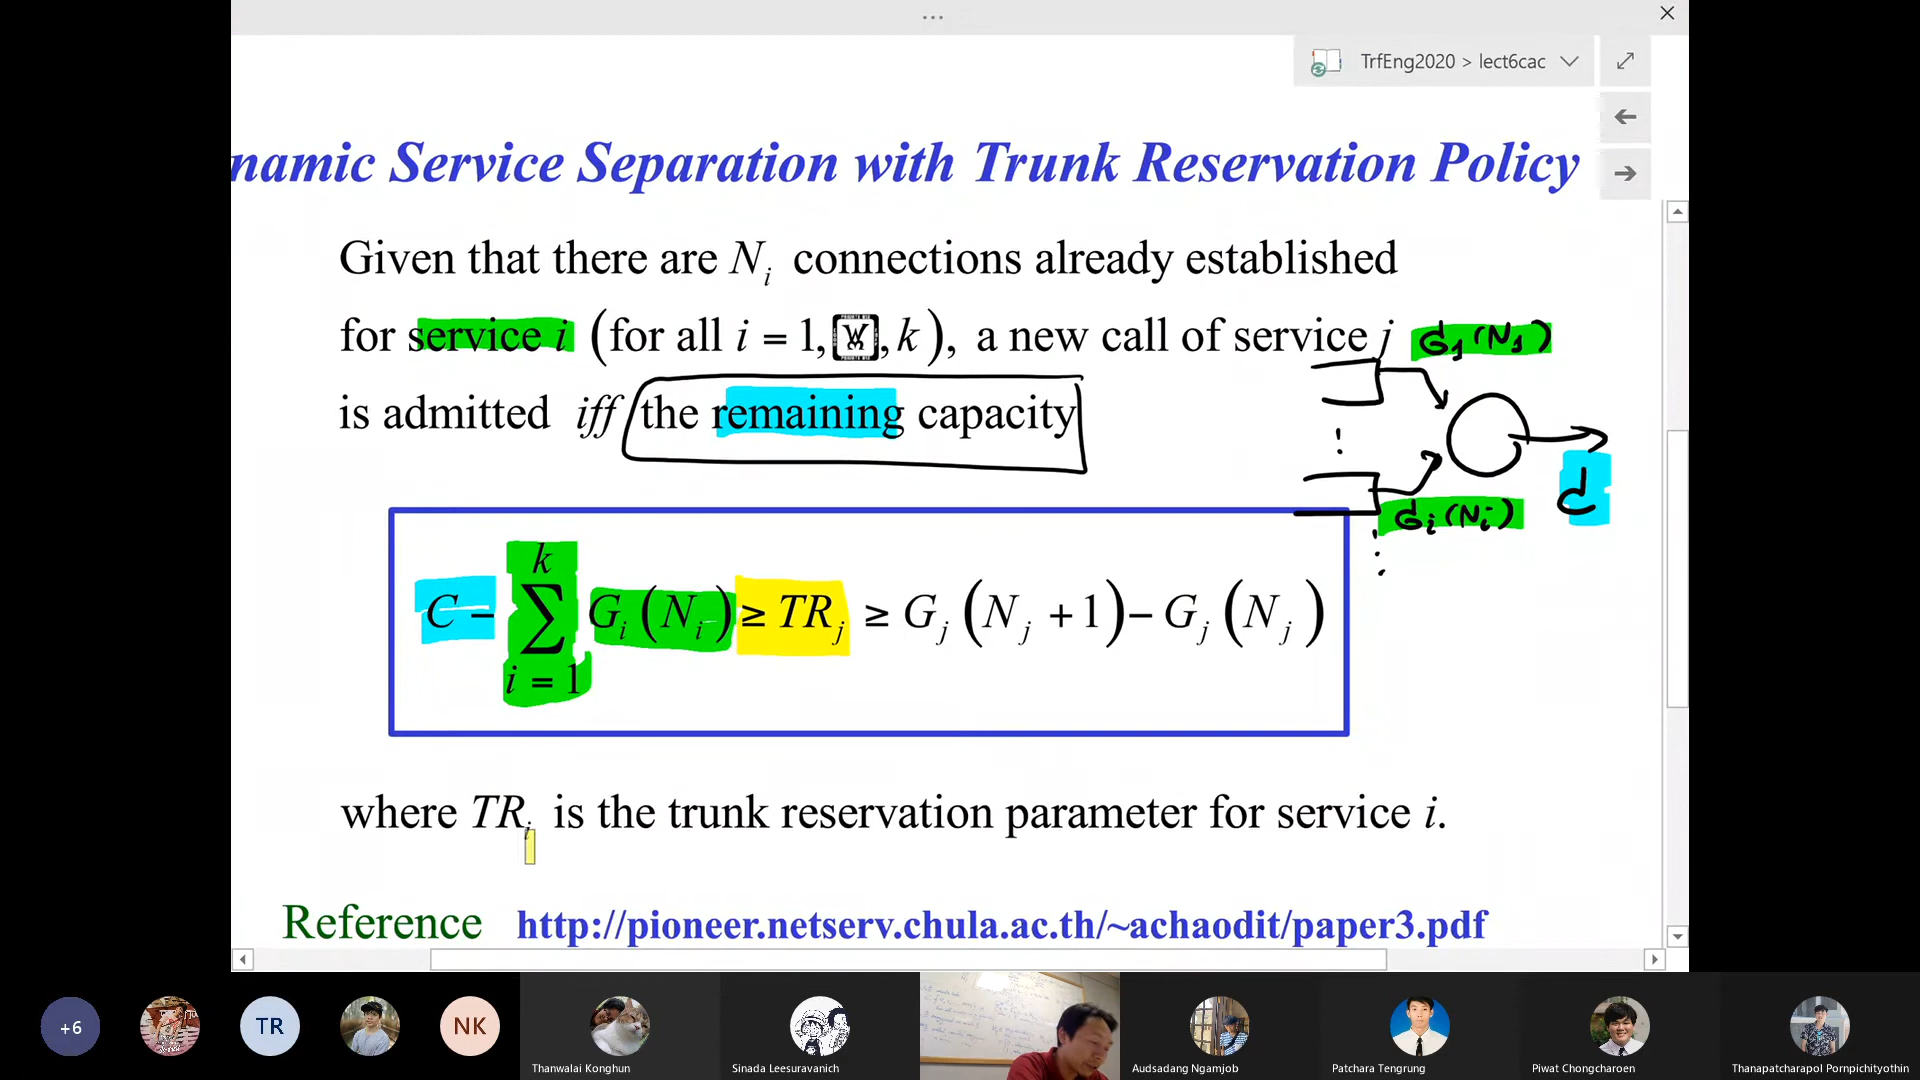 TrfEng2020 > lect6cac
namic Service Separation with Trunk Reservation Policy
Given that there are N_i connections already established
for service i (for all i = 1, , k), a new call of service j
is admitted iff the remaining capacity
G_1(N_1)
G_i(N_i)
C − ∑_{i=1}^{k} G_i(N_i) ≥ TR_j ≥ G_j(N_j +1) − G_j(N_j)
where TR_i is the trunk reservation parameter for service i.
Reference http://pioneer.netserv.chula.ac.th/~achaodit/paper3.pdf
+6
TR
NK
Thanwalai Konghun
Sinada Leesuravanich
Audsadang Ngamjob
Patchara Tengrung
Piwat Chongcharoen
Thanapatcharapol Pornpichityothin